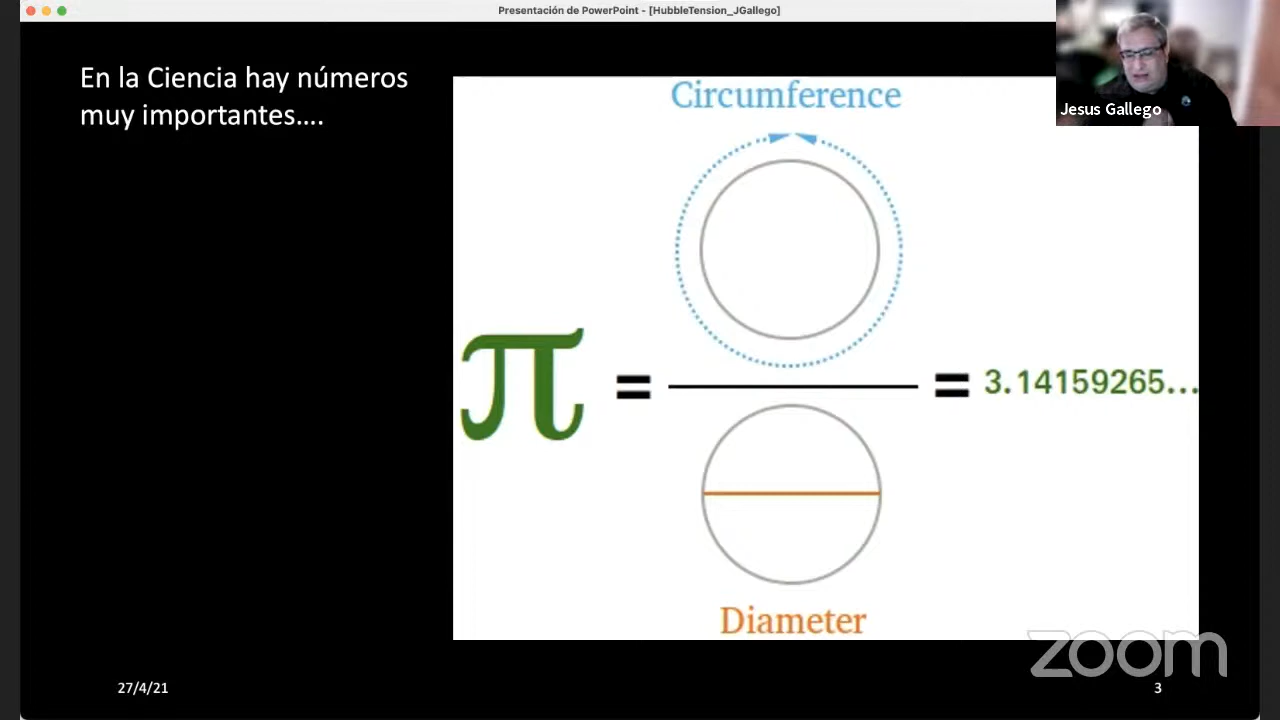 Presentación de PowerPoint - [HubbleTension_JGallego]
En la Ciencia hay números
muy importantes....
Jesus Gallego
Circumference
π = = 3.14159265...
Diameter
zoom
27/4/21
3